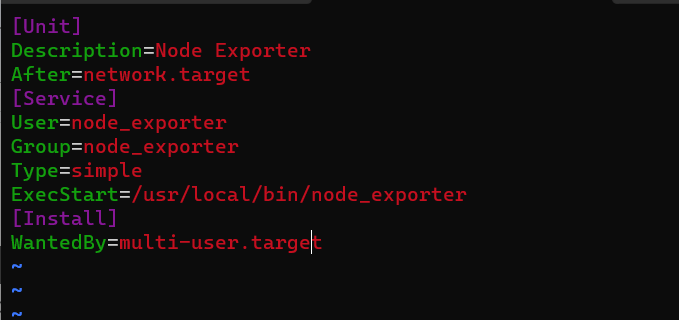 [Unit]
Description=Node Exporter
After=network.target
[Service]
User=node_exporter
Group=node_exporter
Type=simple
ExecStart=/usr/local/bin/node_exporter
[Install]
WantedBy=multi-user.target
~
~
~